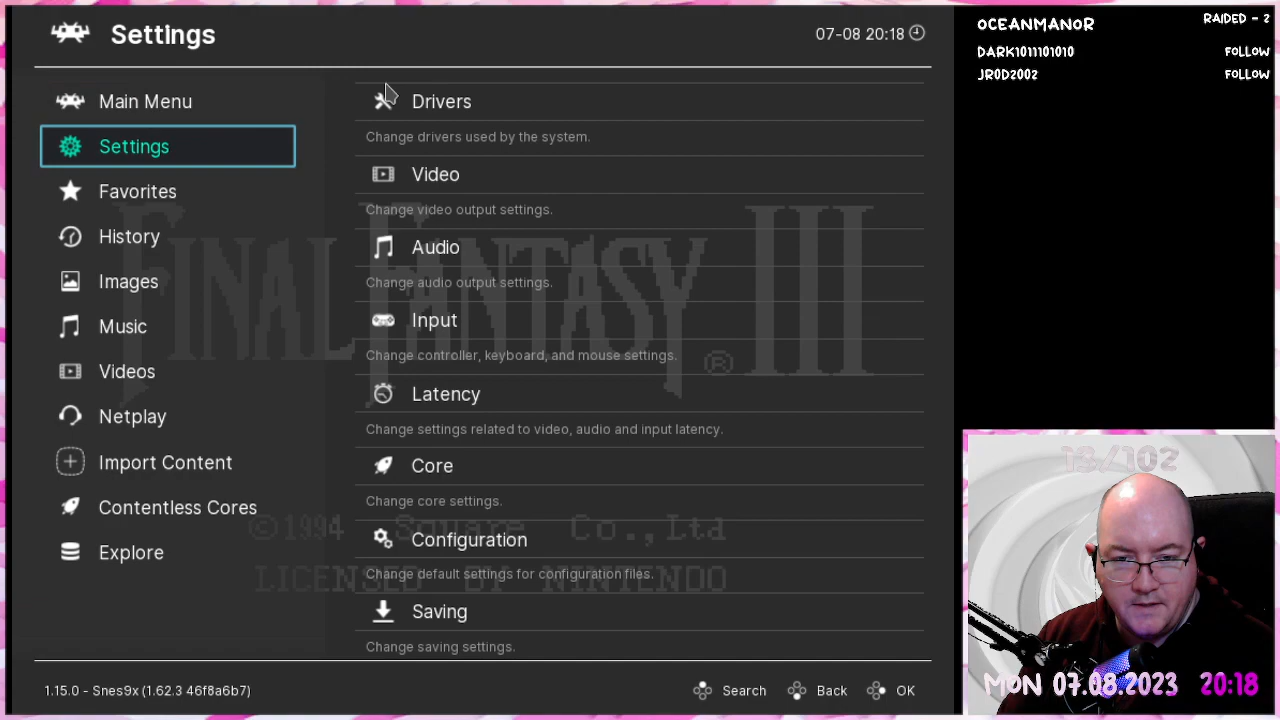 Settings
07-08 20:18
Main Menu
Settings
Favorites
History
Images
Music
Videos
Netplay
Import Content
Contentless Cores
Explore
Drivers
Change drivers used by the system.
Video
Change video output settings.
Audio
Change audio output settings.
Input
Change controller, keyboard, and mouse settings.
Latency
Change settings related to video, audio and input latency.
Core
Change core settings.
Configuration
Change default settings for configuration files.
Saving
Change saving settings.
FINAL FANTASY ® III
©1994 Square Co.,Ltd
LICENSED BY NINTENDO
1.15.0 - Snes9x (1.62.3 46f8a6b7)
Search
Back
OK
OCEANMANOR RAIDED - 2
DARK1011101010 FOLLOW
JR0D2002 FOLLOW
13/102
MON 07.08.2023 20:18